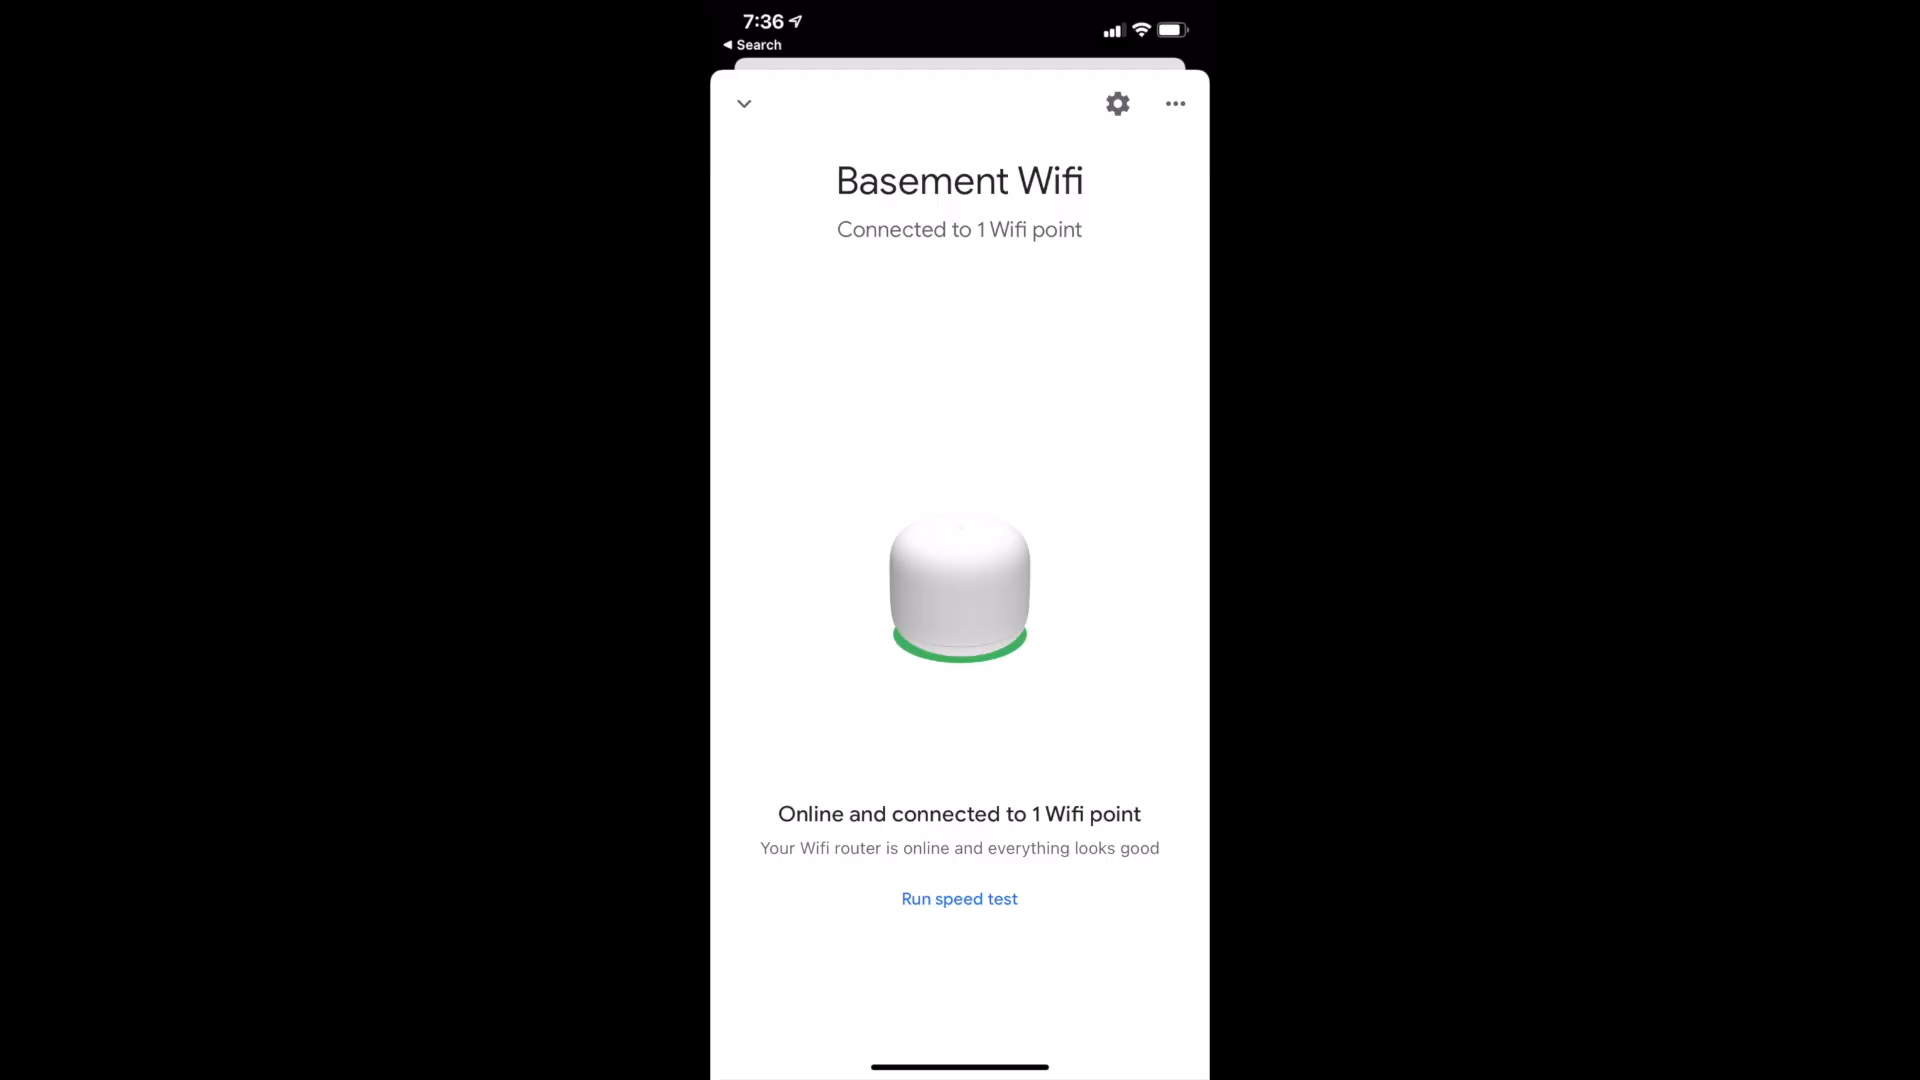 7:36
Search
Basement Wifi
Connected to 1 Wifi point
Online and connected to 1 Wifi point
Your Wifi router is online and everything looks good
Run speed test